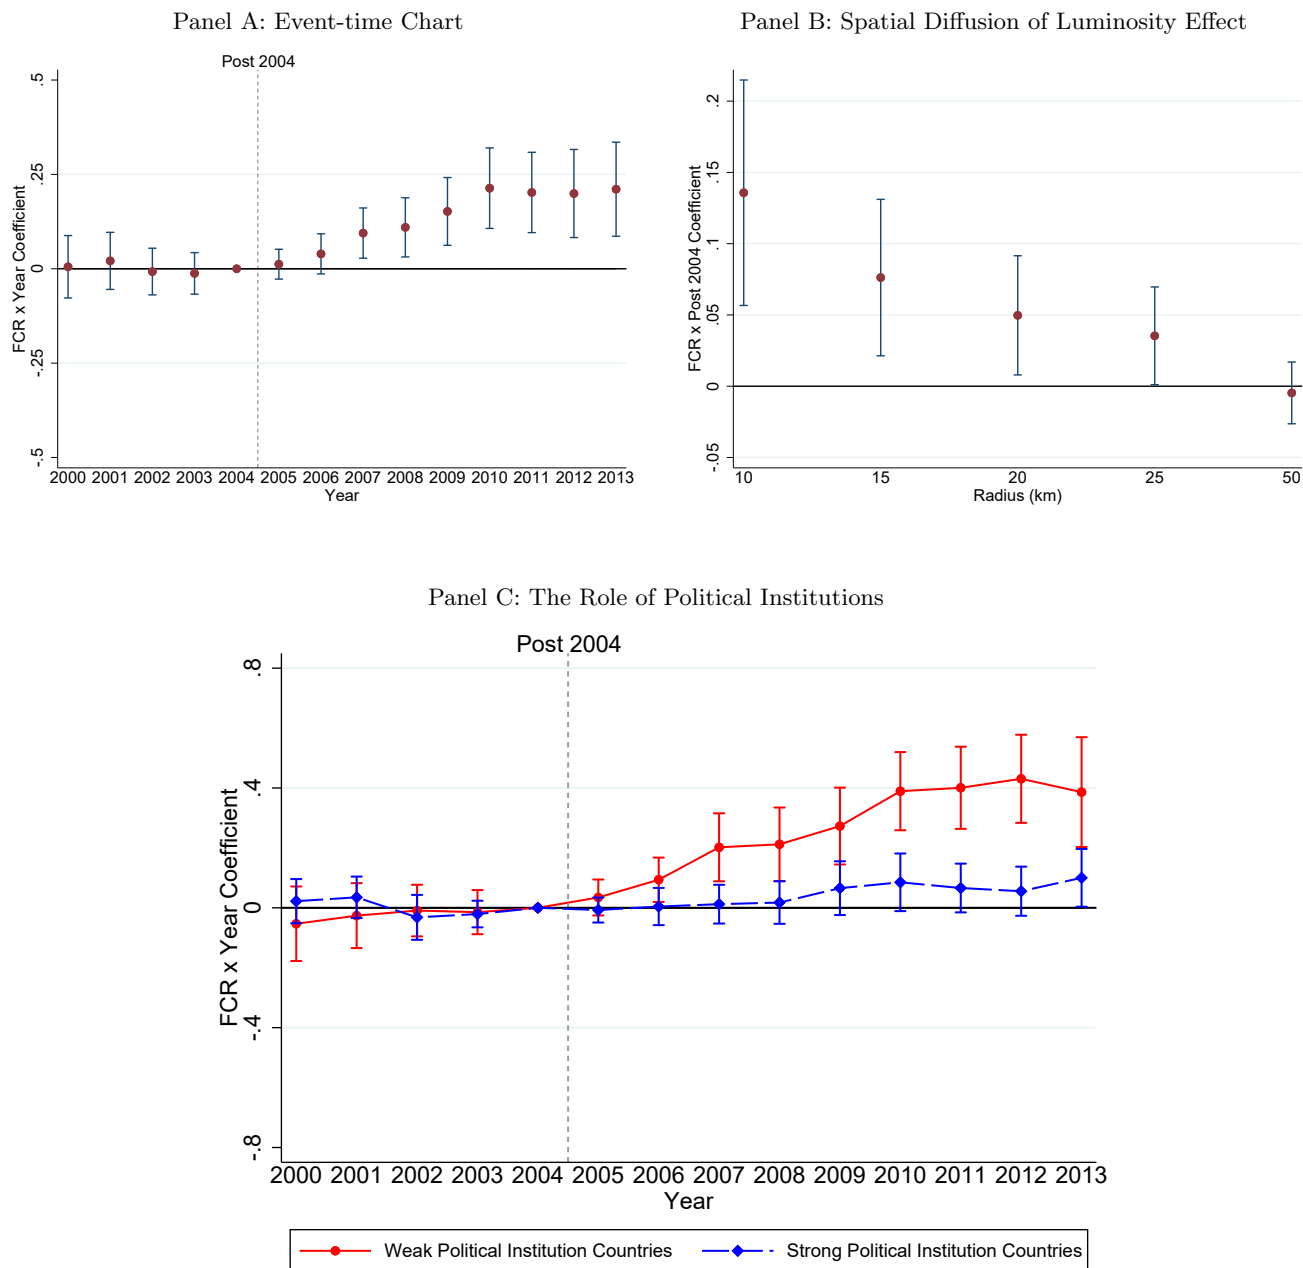 Panel A: Event-time Chart
Post 2004
.5
.25
0
-.25
-.5
FCR x Year Coefficient
2000 2001 2002 2003 2004 2005 2006 2007 2008 2009 2010 2011 2012 2013
Year
Panel B: Spatial Diffusion of Luminosity Effect
.2
.15
.1
.05
0
-.05
FCR x Post 2004 Coefficient
10 15 20 25 50
Radius (km)
Panel C: The Role of Political Institutions
Post 2004
.8
.4
0
-.4
-.8
FCR x Year Coefficient
2000 2001 2002 2003 2004 2005 2006 2007 2008 2009 2010 2011 2012 2013
Year
Weak Political Institution Countries Strong Political Institution Countries